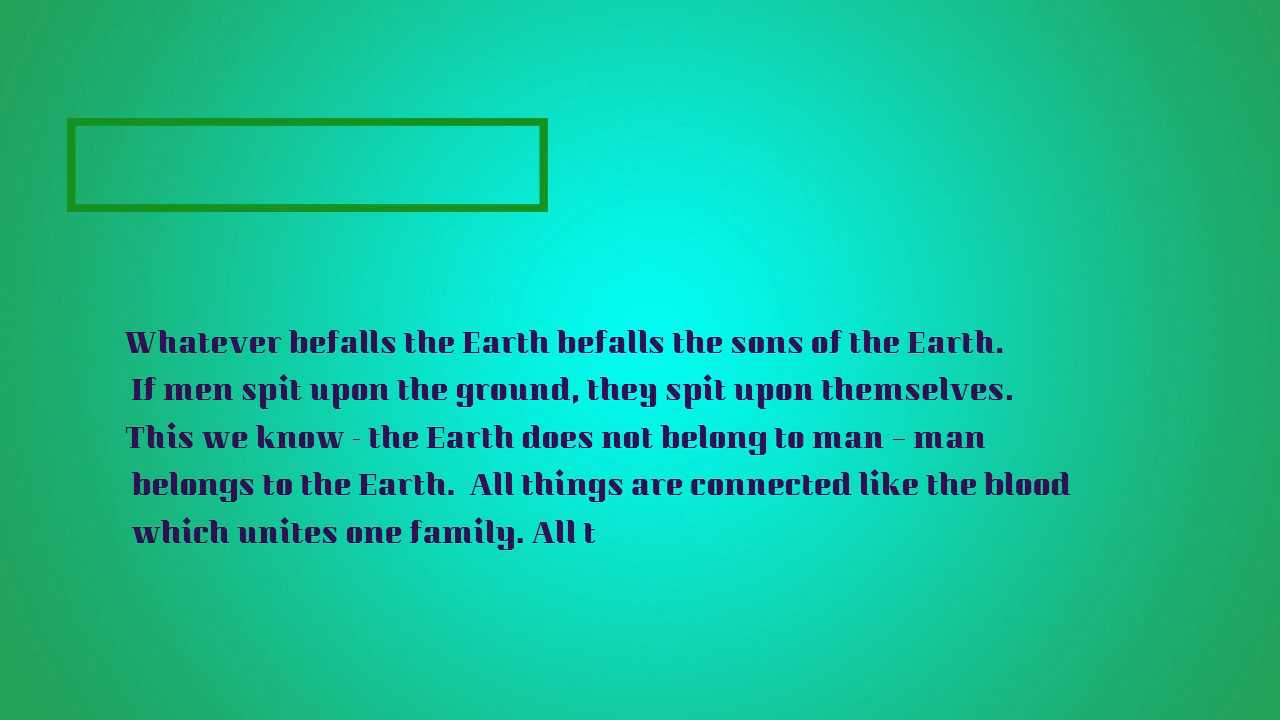 Whatever befalls the Earth befalls the sons of the Earth.
If men spit upon the ground, they spit upon themselves.
This we know - the Earth does not belong to man – man
belongs to the Earth.  All things are connected like the blood
which unites one family. All t